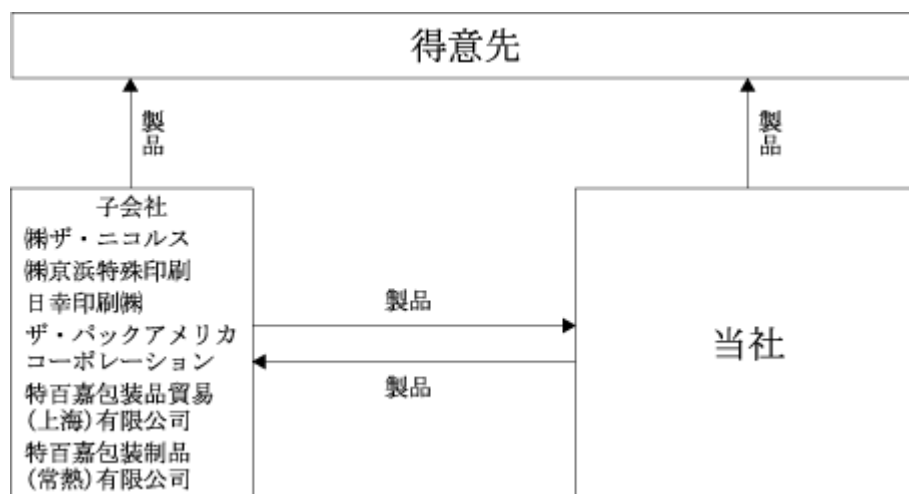 得意先
製品
製品
子会社
㈱ザ・ニコルス
㈱京浜特殊印刷
日幸印刷㈱
ザ・パックアメリカ
コーポレーション
特百嘉包装品貿易
(上海)有限公司
特百嘉包装制品
(常熱)有限公司
製品
製品
当社